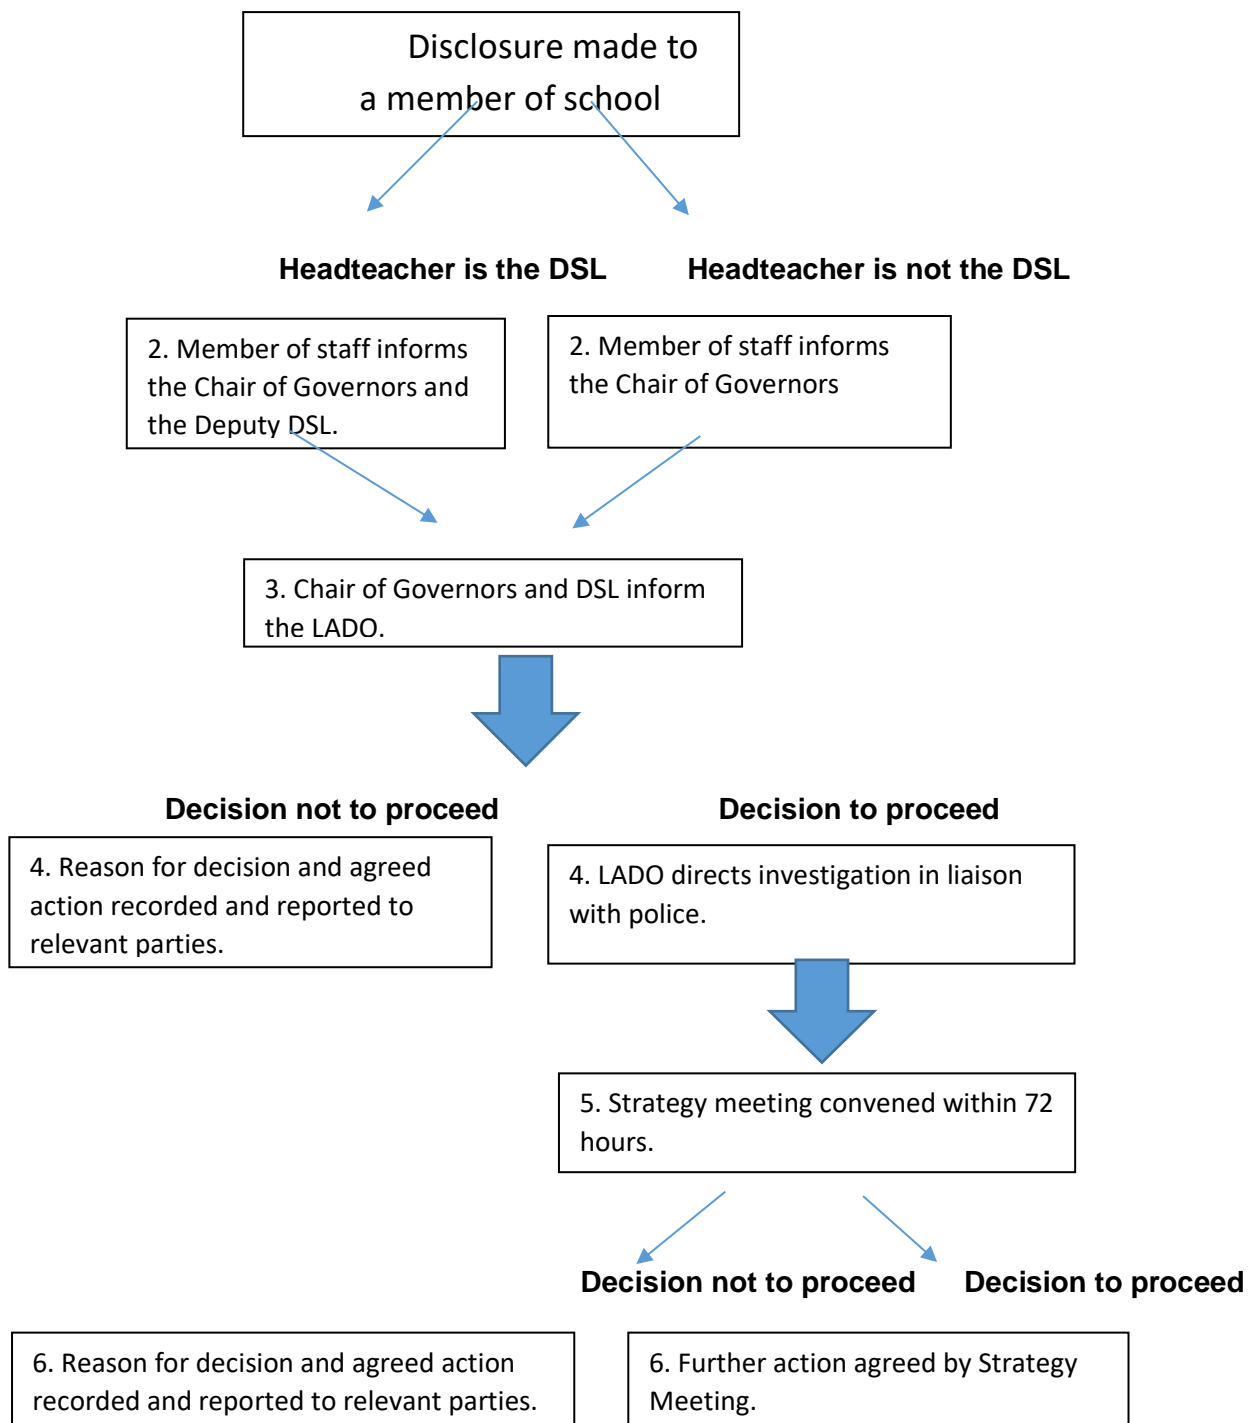 Disclosure made to
a member of school
Headteacher is the DSL
Headteacher is not the DSL
2. Member of staff informs
the Chair of Governors and
the Deputy DSL.
2. Member of staff informs
the Chair of Governors
3. Chair of Governors and DSL inform
the LADO.
Decision not to proceed
Decision to proceed
4. Reason for decision and agreed
action recorded and reported to
relevant parties.
4. LADO directs investigation in liaison
with police.
5. Strategy meeting convened within 72
hours.
Decision not to proceed
Decision to proceed
6. Reason for decision and agreed action
recorded and reported to relevant parties.
6. Further action agreed by Strategy
Meeting.